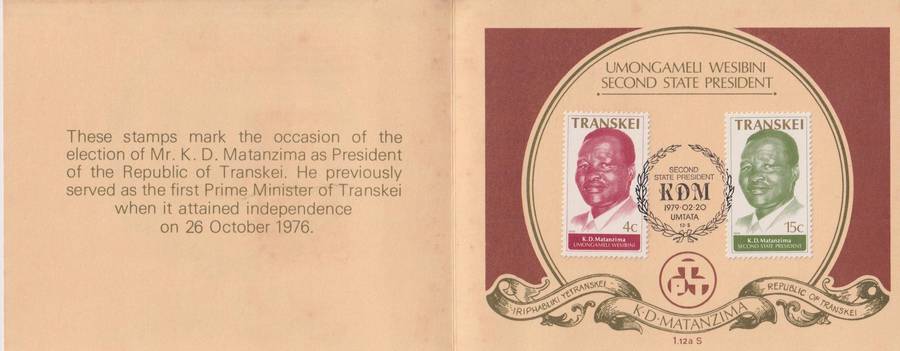 These stamps mark the occasion of the
election of Mr. K. D. Matanzima as President
of the Republic of Transkei. He previously
served as the first Prime Minister of Transkei
when it attained independence
on 26 October 1976.
UMONGAMELI WESIBINI
SECOND STATE PRESIDENT
TRANSKEI
4c
K.D.Matanzima
UMONGAMELI WESIBINI
SECOND
STATE PRESIDENT
KDM
1979-02-20
UMTATA
TRANSKEI
15c
K.D.Matanzima
SECOND STATE PRESIDENT
IRIPHABLIKI YETRANSKEI
K·D·MATANZIMA
REPUBLIC OF TRANSKEI
1.12a S